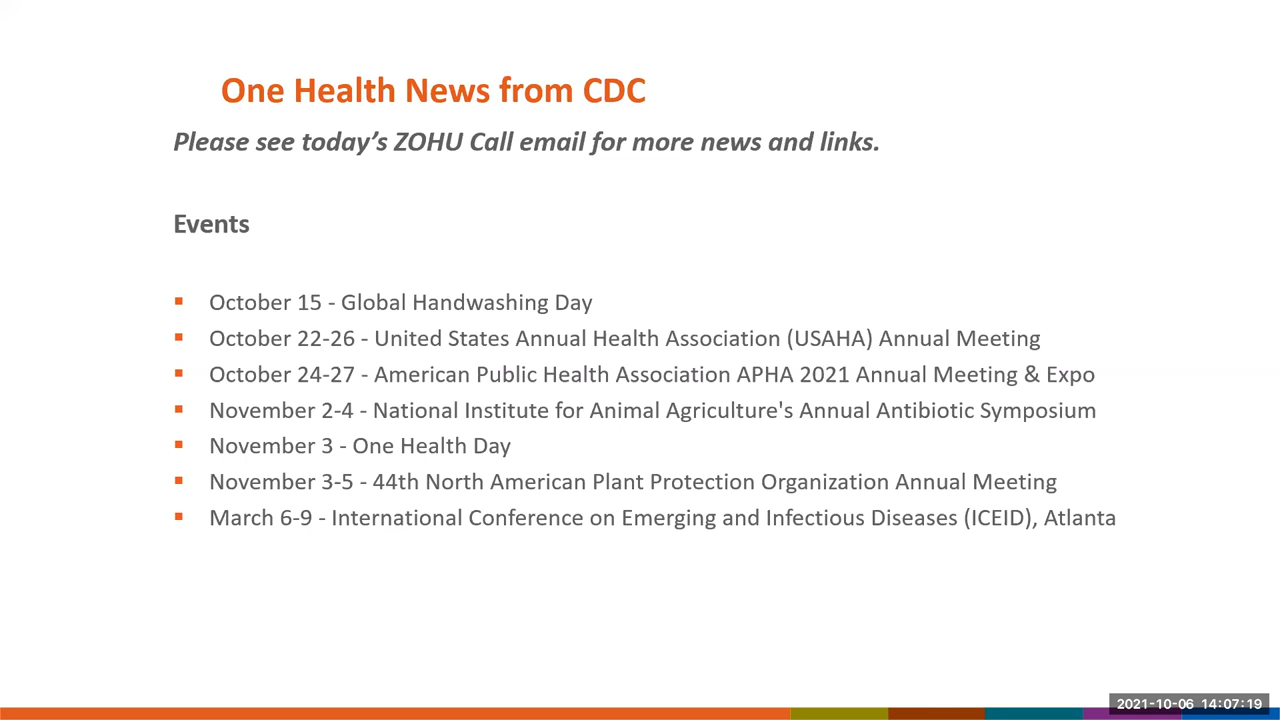 One Health News from CDC
Please see today’s ZOHU Call email for more news and links.
Events
▪ October 15 - Global Handwashing Day
▪ October 22-26 - United States Annual Health Association (USAHA) Annual Meeting
▪ October 24-27 - American Public Health Association APHA 2021 Annual Meeting & Expo
▪ November 2-4 - National Institute for Animal Agriculture's Annual Antibiotic Symposium
▪ November 3 - One Health Day
▪ November 3-5 - 44th North American Plant Protection Organization Annual Meeting
▪ March 6-9 - International Conference on Emerging and Infectious Diseases (ICEID), Atlanta
2021-10-06 14:07:19